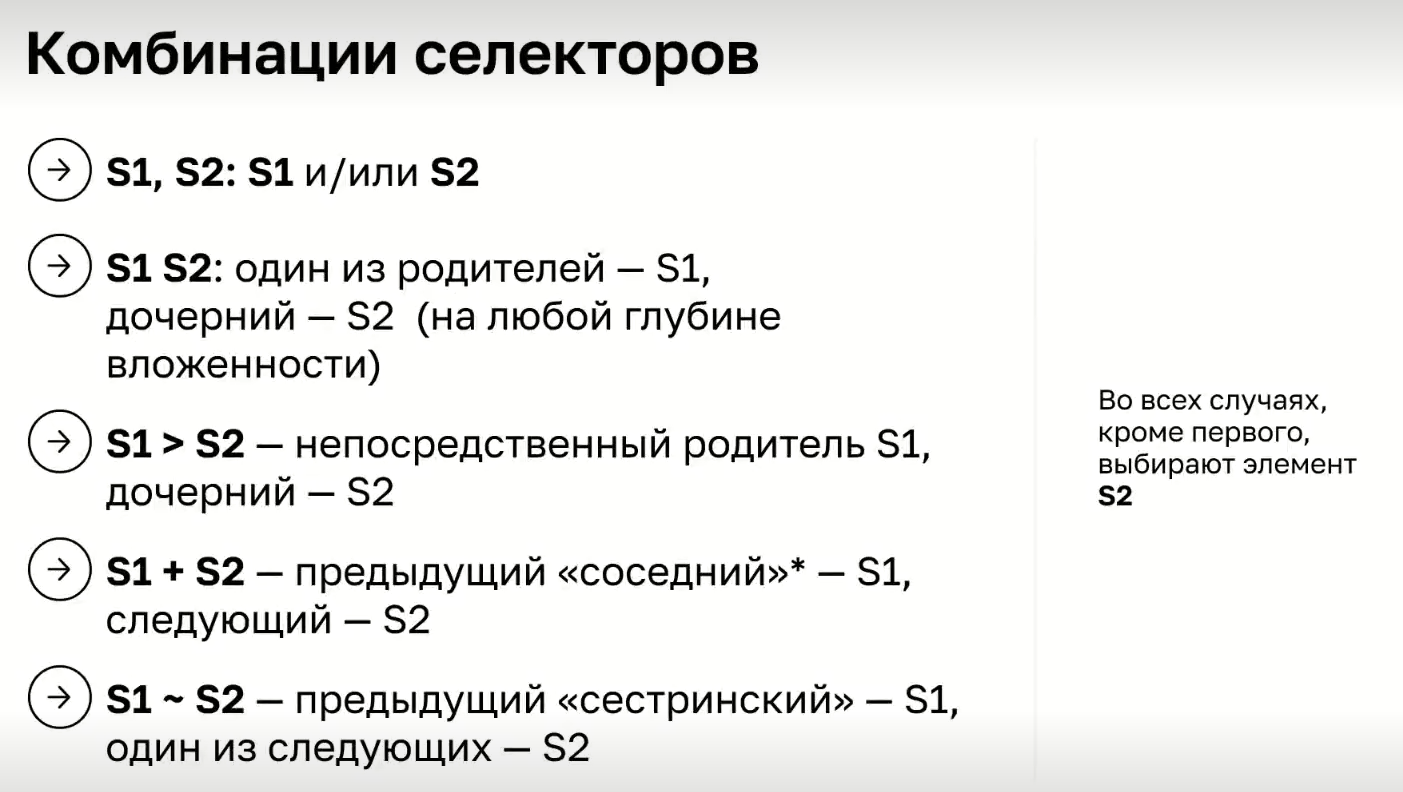 Комбинации селекторов
S1, S2: S1 и/или S2
S1 S2: один из родителей — S1,
дочерний — S2 (на любой глубине
вложенности)
S1 > S2 — непосредственный родитель S1,
дочерний — S2
S1 + S2 — предыдущий «соседний»* — S1,
следующий — S2
S1 ~ S2 — предыдущий «сестринский» — S1,
один из следующих — S2
Во всех случаях,
кроме первого,
выбирают элемент
S2